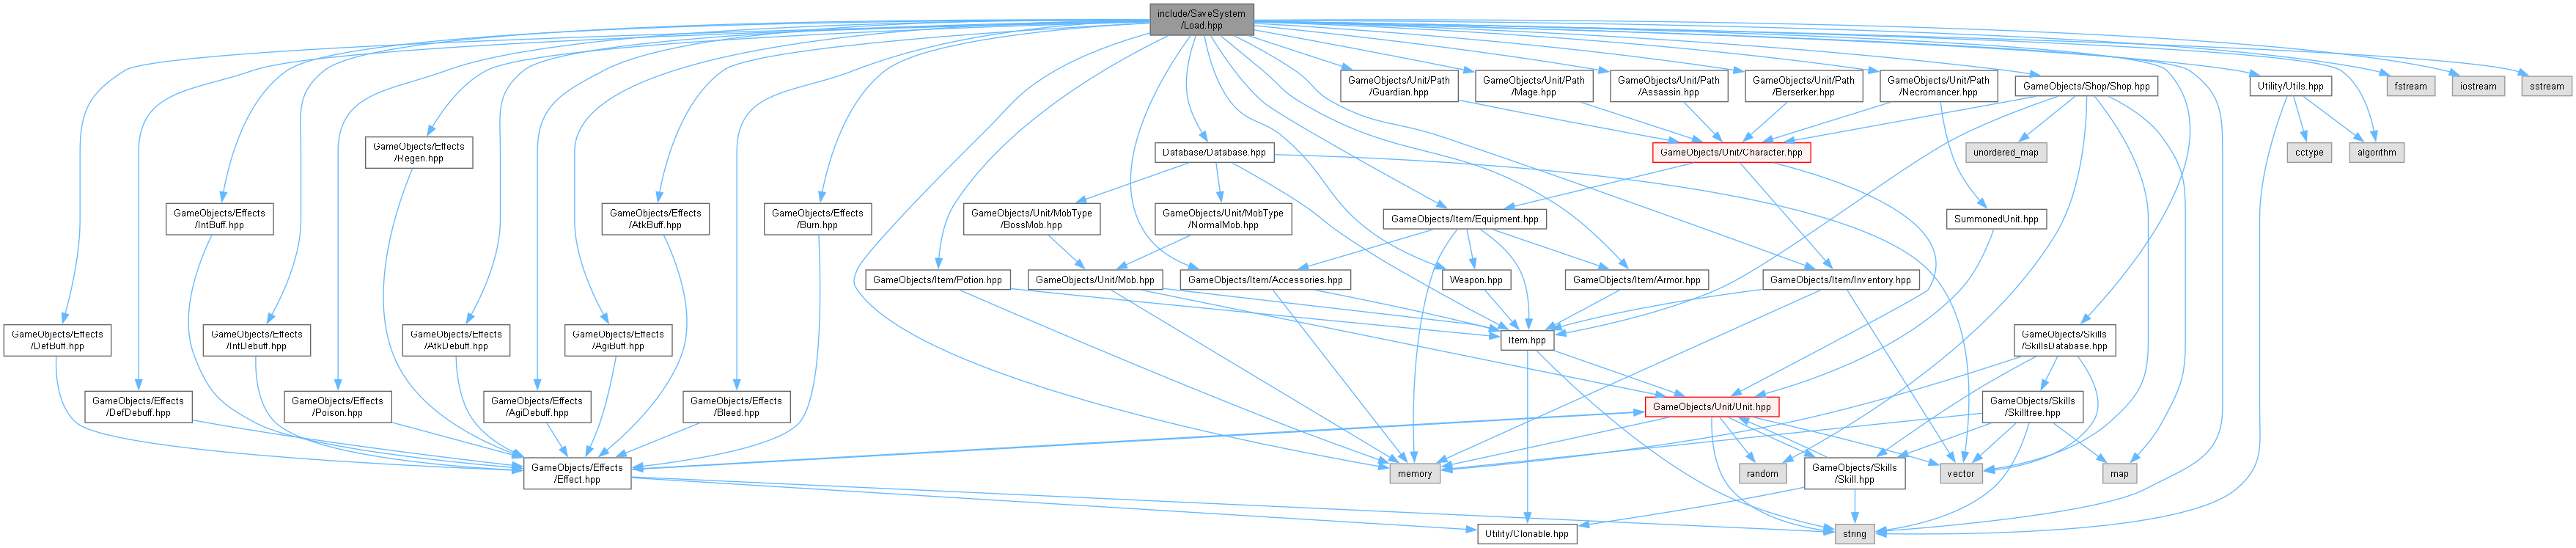 include/SaveSystem
/Load.hpp
GameObjects/Unit/Path
/Guardian.hpp
GameObjects/Unit/Path
/Mage.hpp
GameObjects/Unit/Path
/Assassin.hpp
GameObjects/Unit/Path
/Berserker.hpp
GameObjects/Unit/Path
/Necromancer.hpp
GameObjects/Shop/Shop.hpp
Utility/Utils.hpp
fstream
iostream
sstream
GameObjects/Effects
/Regen.hpp
Database/Database.hpp
GameObjects/Unit/Character.hpp
unordered_map
cctype
algorithm
GameObjects/Effects
/IntBuff.hpp
GameObjects/Effects
/AtkBuff.hpp
GameObjects/Effects
/Burn.hpp
GameObjects/Unit/MobType
/BossMob.hpp
GameObjects/Unit/MobType
/NormalMob.hpp
GameObjects/Item/Equipment.hpp
SummonedUnit.hpp
GameObjects/Item/Potion.hpp
GameObjects/Unit/Mob.hpp
GameObjects/Item/Accessories.hpp
Weapon.hpp
GameObjects/Item/Armor.hpp
GameObjects/Item/Inventory.hpp
GameObjects/Effects
/DefBuff.hpp
GameObjects/Effects
/IntDebuff.hpp
GameObjects/Effects
/AtkDebuff.hpp
GameObjects/Effects
/AgiBuff.hpp
Item.hpp
GameObjects/Skills
/SkillsDatabase.hpp
GameObjects/Effects
/DefDebuff.hpp
GameObjects/Effects
/Poison.hpp
GameObjects/Effects
/AgiDebuff.hpp
GameObjects/Effects
/Bleed.hpp
GameObjects/Unit/Unit.hpp
GameObjects/Skills
/Skilltree.hpp
GameObjects/Effects
/Effect.hpp
memory
random
GameObjects/Skills
/Skill.hpp
vector
map
Utility/Clonable.hpp
string